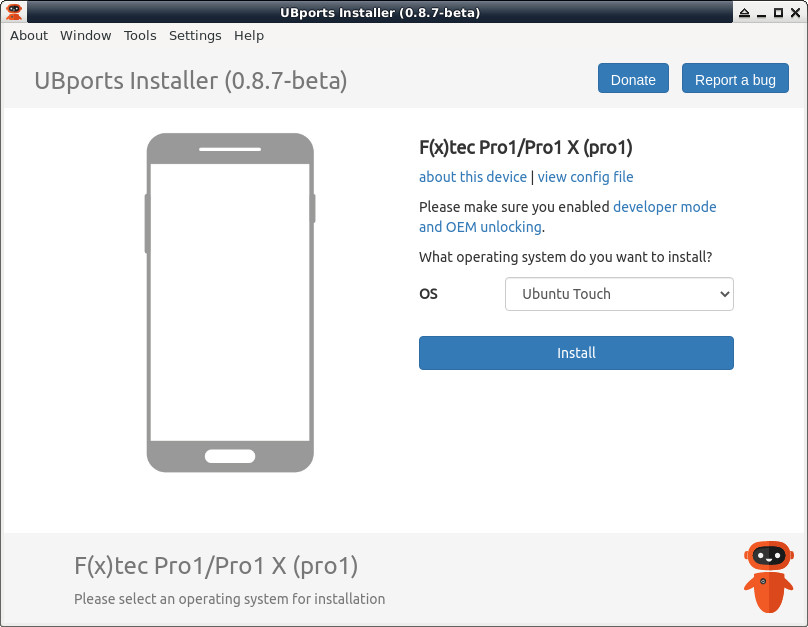 UBports Installer (0.8.7-beta)
About Window Tools Settings Help
UBports Installer (0.8.7-beta)
Donate
Report a bug
F(x)tec Pro1/Pro1 X (pro1)
about this device | view config file
Please make sure you enabled developer mode
and OEM unlocking.
What operating system do you want to install?
OS
Ubuntu Touch
Install
F(x)tec Pro1/Pro1 X (pro1)
Please select an operating system for installation